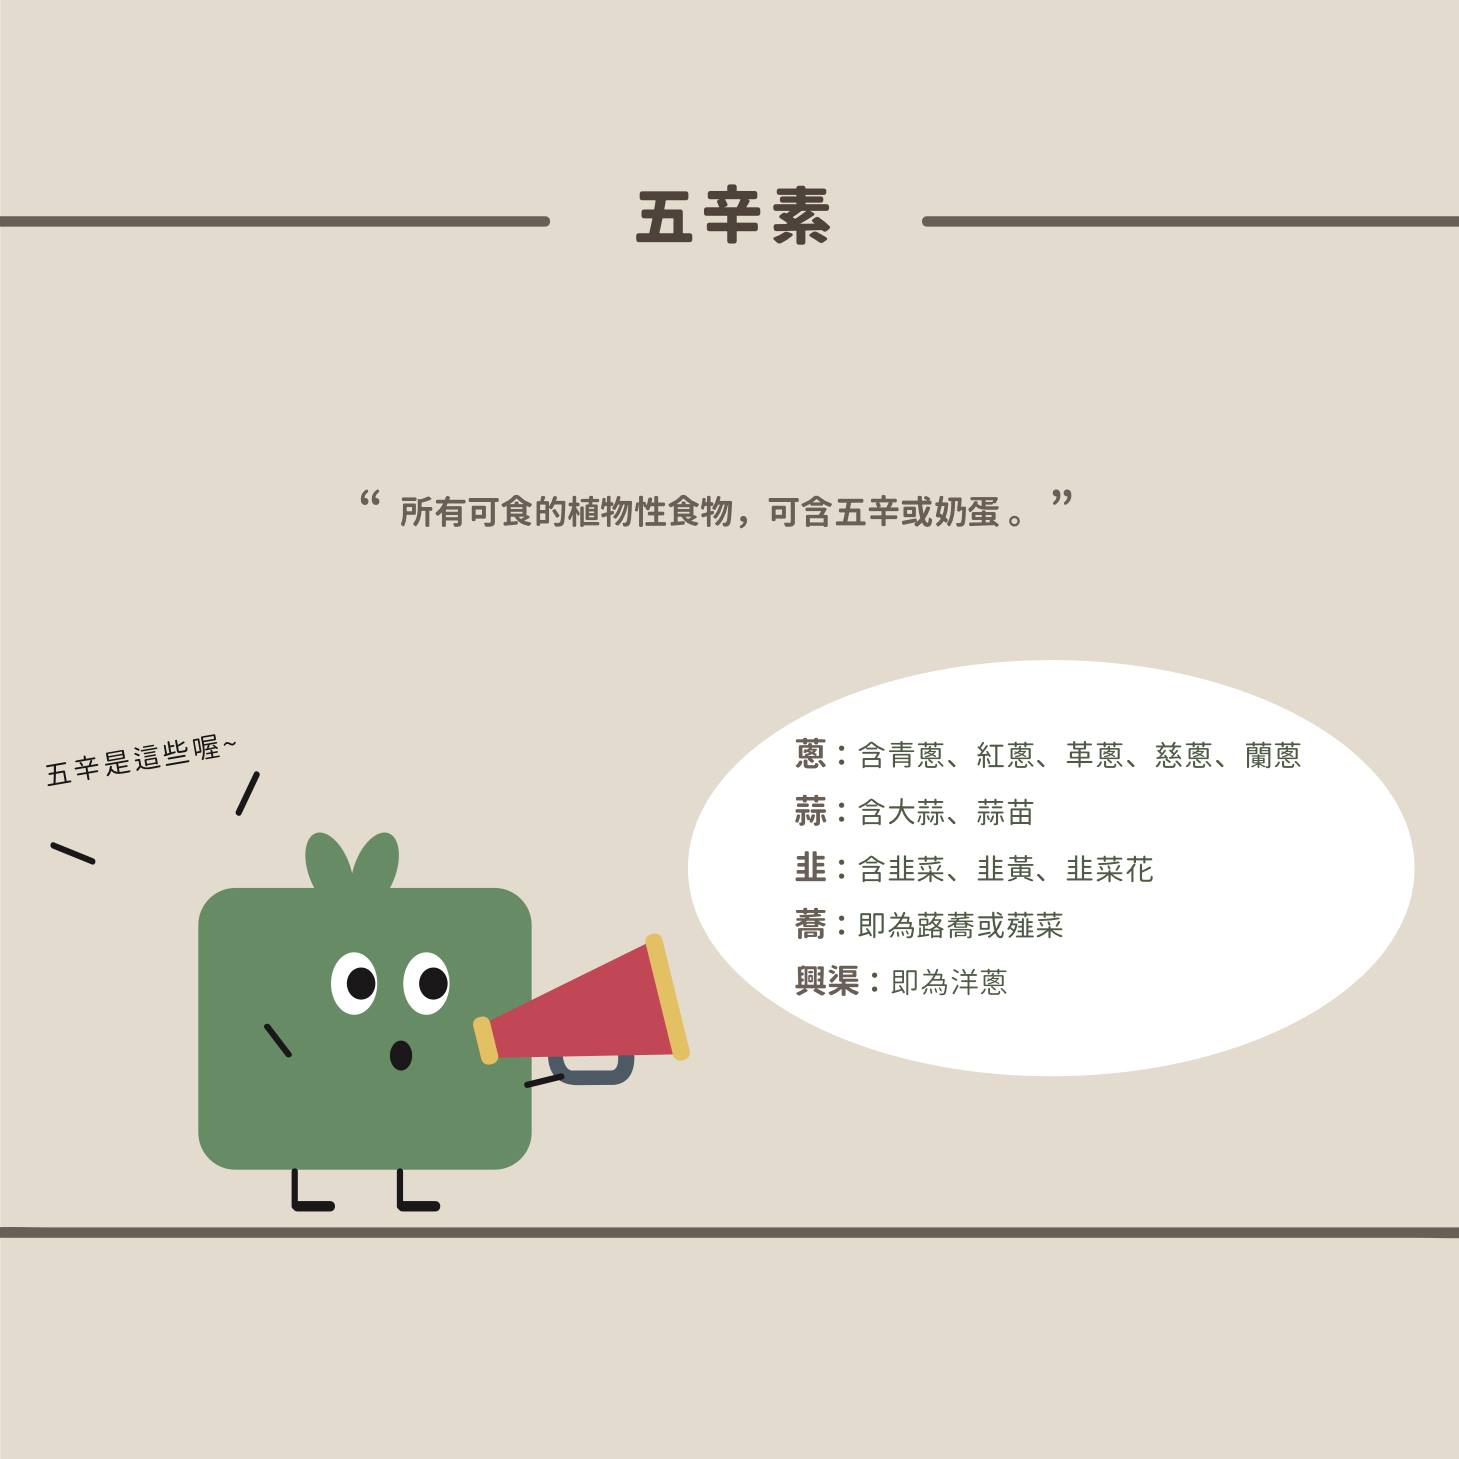 五辛素
“ 所有可食的植物性食物，可含五辛或奶蛋。 ”
五辛是這些喔~
蔥：含青蔥、紅蔥、革蔥、慈蔥、蘭蔥
蒜：含大蒜、蒜苗
韭：含韭菜、韭黃、韭菜花
蕎：即為蕗蕎或薤菜
興渠：即為洋蔥